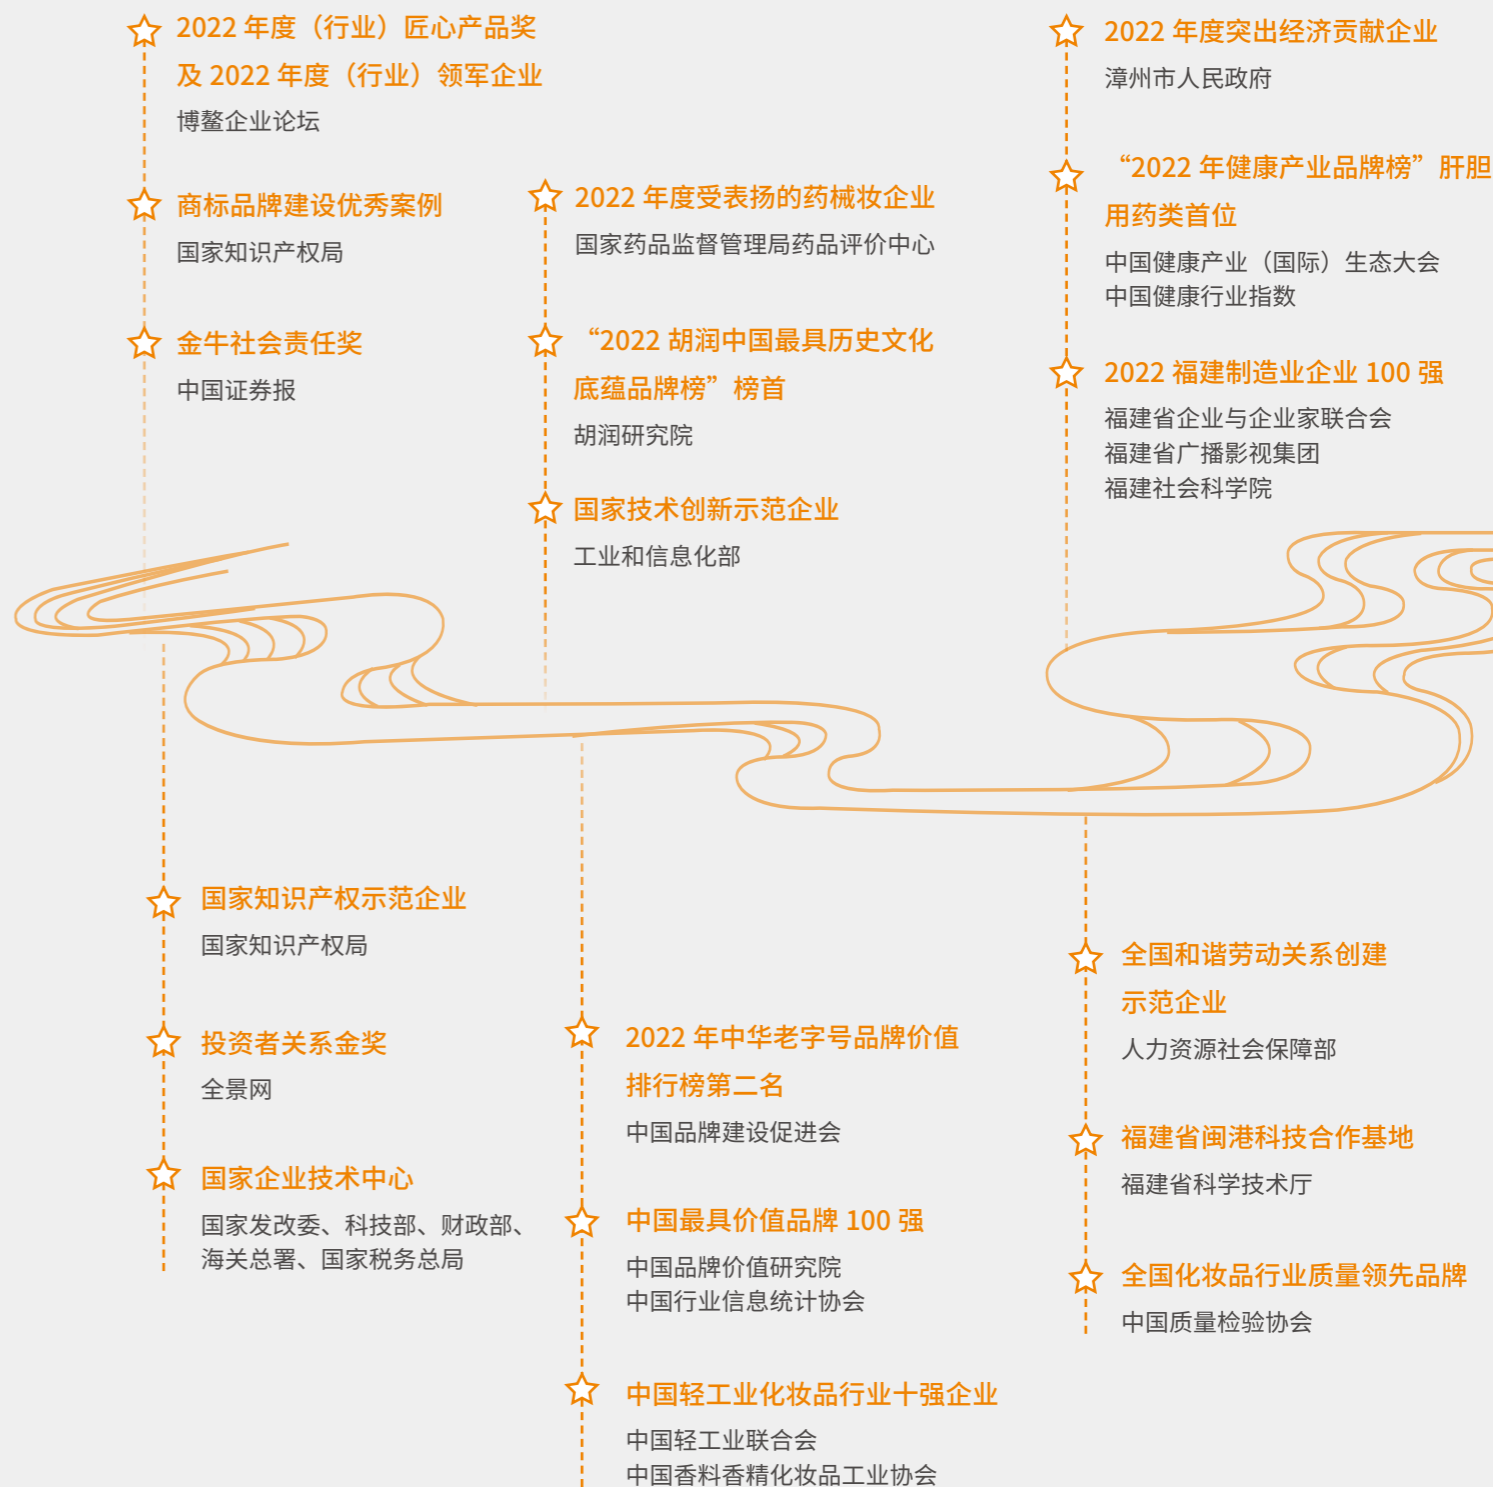 2022 年度（行业）匠心产品奖
及 2022 年度（行业）领军企业
博鳌企业论坛
商标品牌建设优秀案例
国家知识产权局
金牛社会责任奖
中国证券报
2022 年度受表扬的药械妆企业
国家药品监督管理局药品评价中心
“2022 胡润中国最具历史文化
底蕴品牌榜”榜首
胡润研究院
国家技术创新示范企业
工业和信息化部
2022 年度突出经济贡献企业
漳州市人民政府
“2022 年健康产业品牌榜”肝胆
用药类首位
中国健康产业（国际）生态大会
中国健康行业指数
2022 福建制造业企业 100 强
福建省企业与企业家联合会
福建省广播影视集团
福建社会科学院
国家知识产权示范企业
国家知识产权局
投资者关系金奖
全景网
国家企业技术中心
国家发改委、科技部、财政部、
海关总署、国家税务总局
2022 年中华老字号品牌价值
排行榜第二名
中国品牌建设促进会
中国最具价值品牌 100 强
中国品牌价值研究院
中国行业信息统计协会
中国轻工业化妆品行业十强企业
中国轻工业联合会
中国香料香精化妆品工业协会
全国和谐劳动关系创建
示范企业
人力资源社会保障部
福建省闽港科技合作基地
福建省科学技术厅
全国化妆品行业质量领先品牌
中国质量检验协会